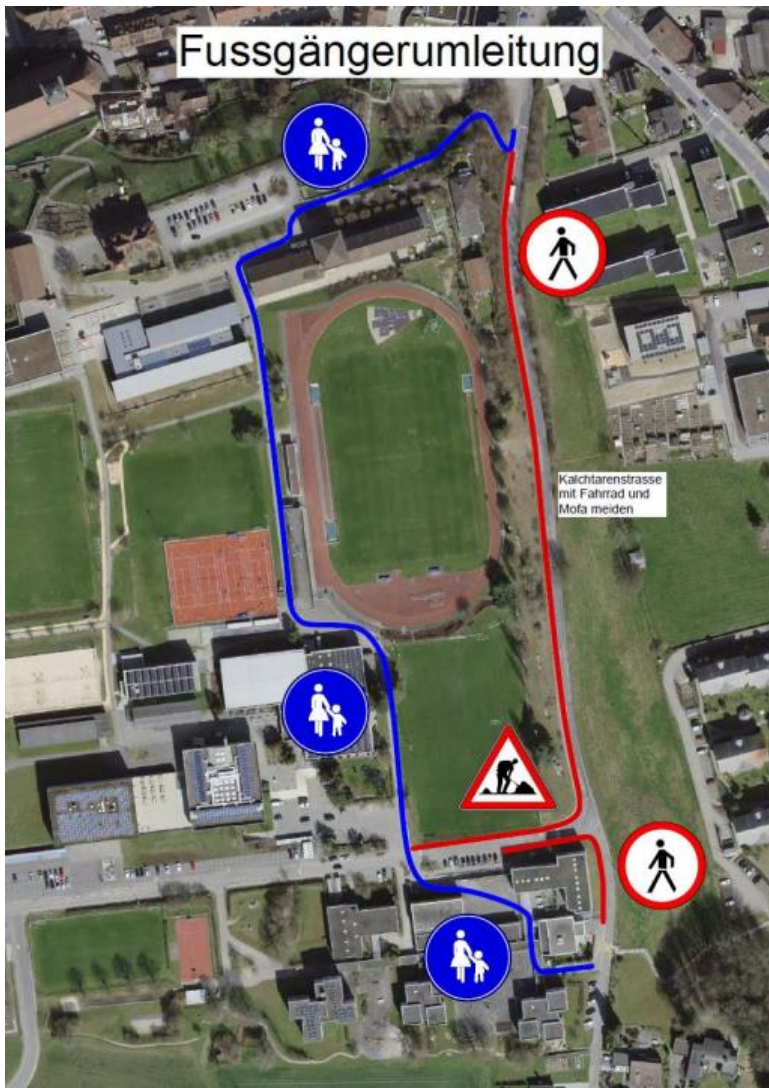 Fussgängerumleitung
Kalchtarenstrasse
mit Fahrrad und
Mofa meiden